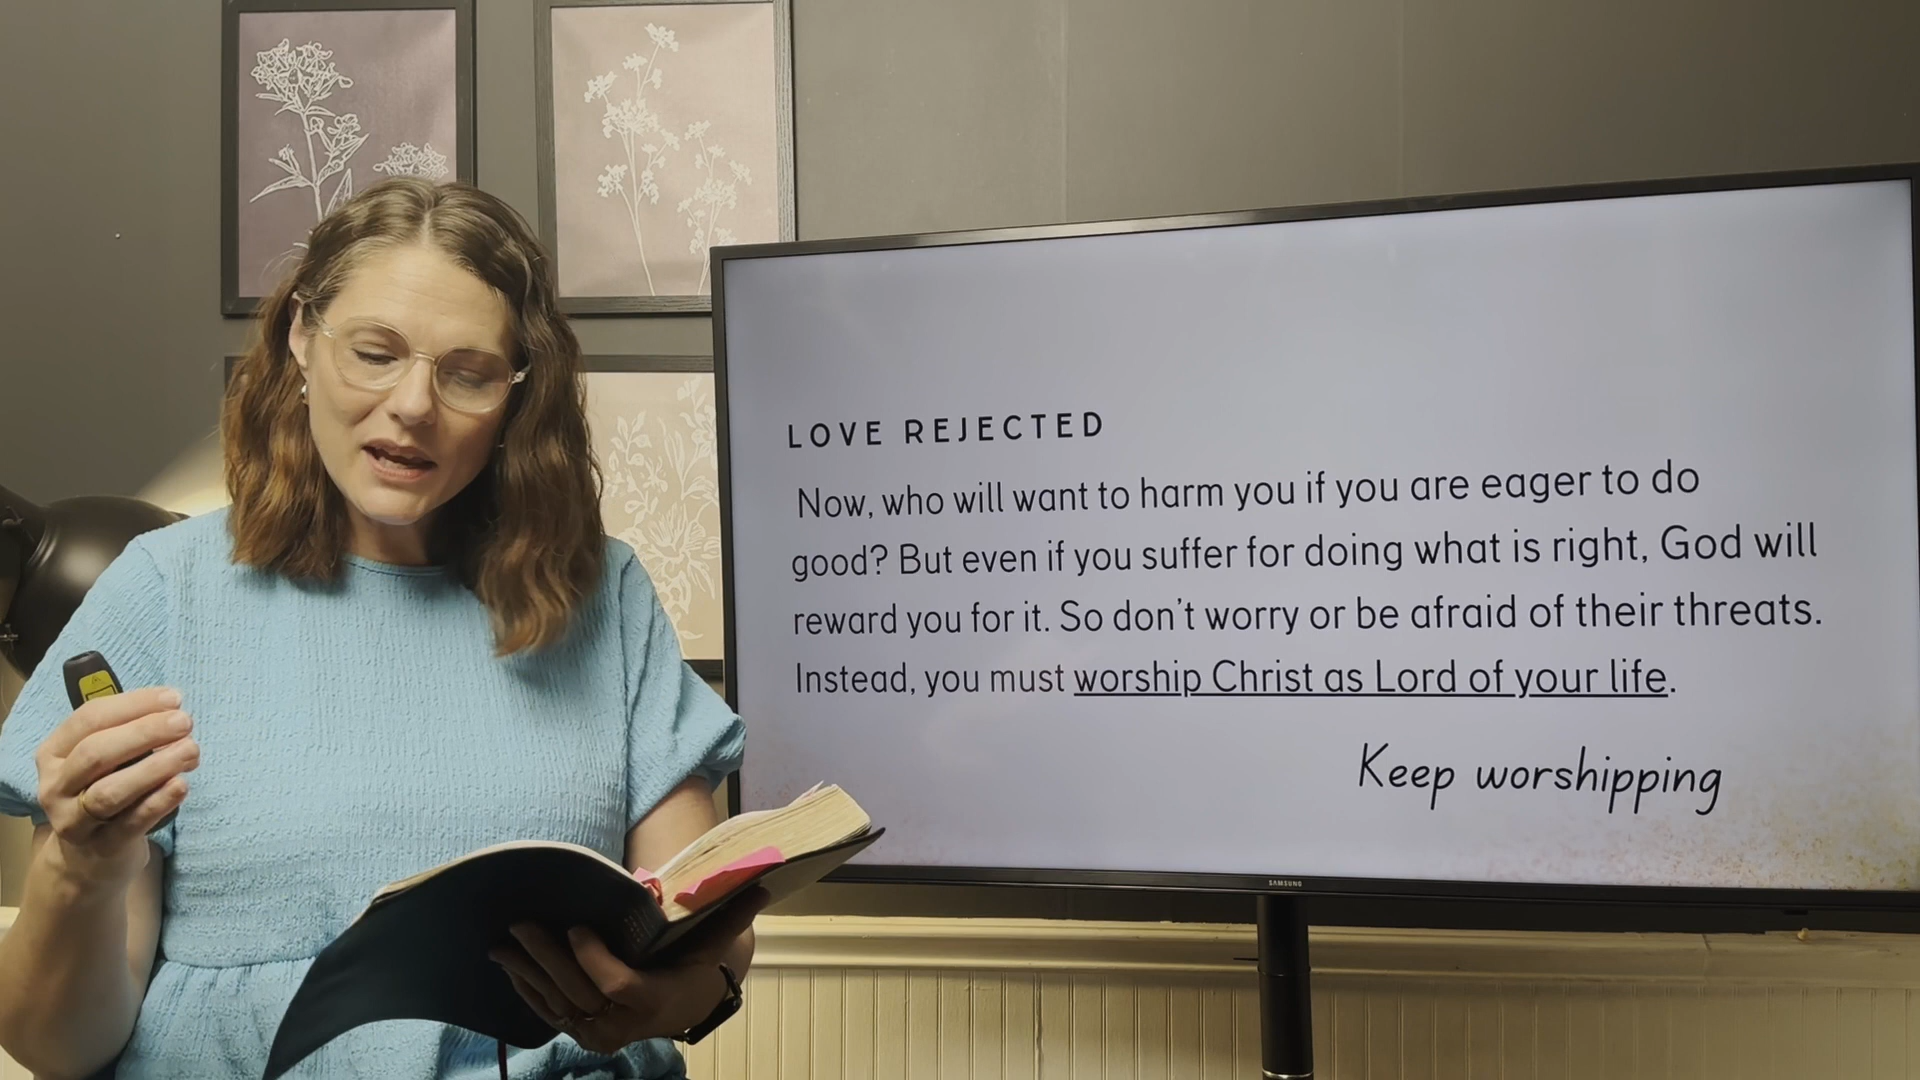 LOVE REJECTED
Now, who will want to harm you if you are eager to do
good? But even if you suffer for doing what is right, God will
reward you for it. So don't worry or be afraid of their threats.
Instead, you must worship Christ as Lord of your life.
Keep worshipping
SAMSUNG